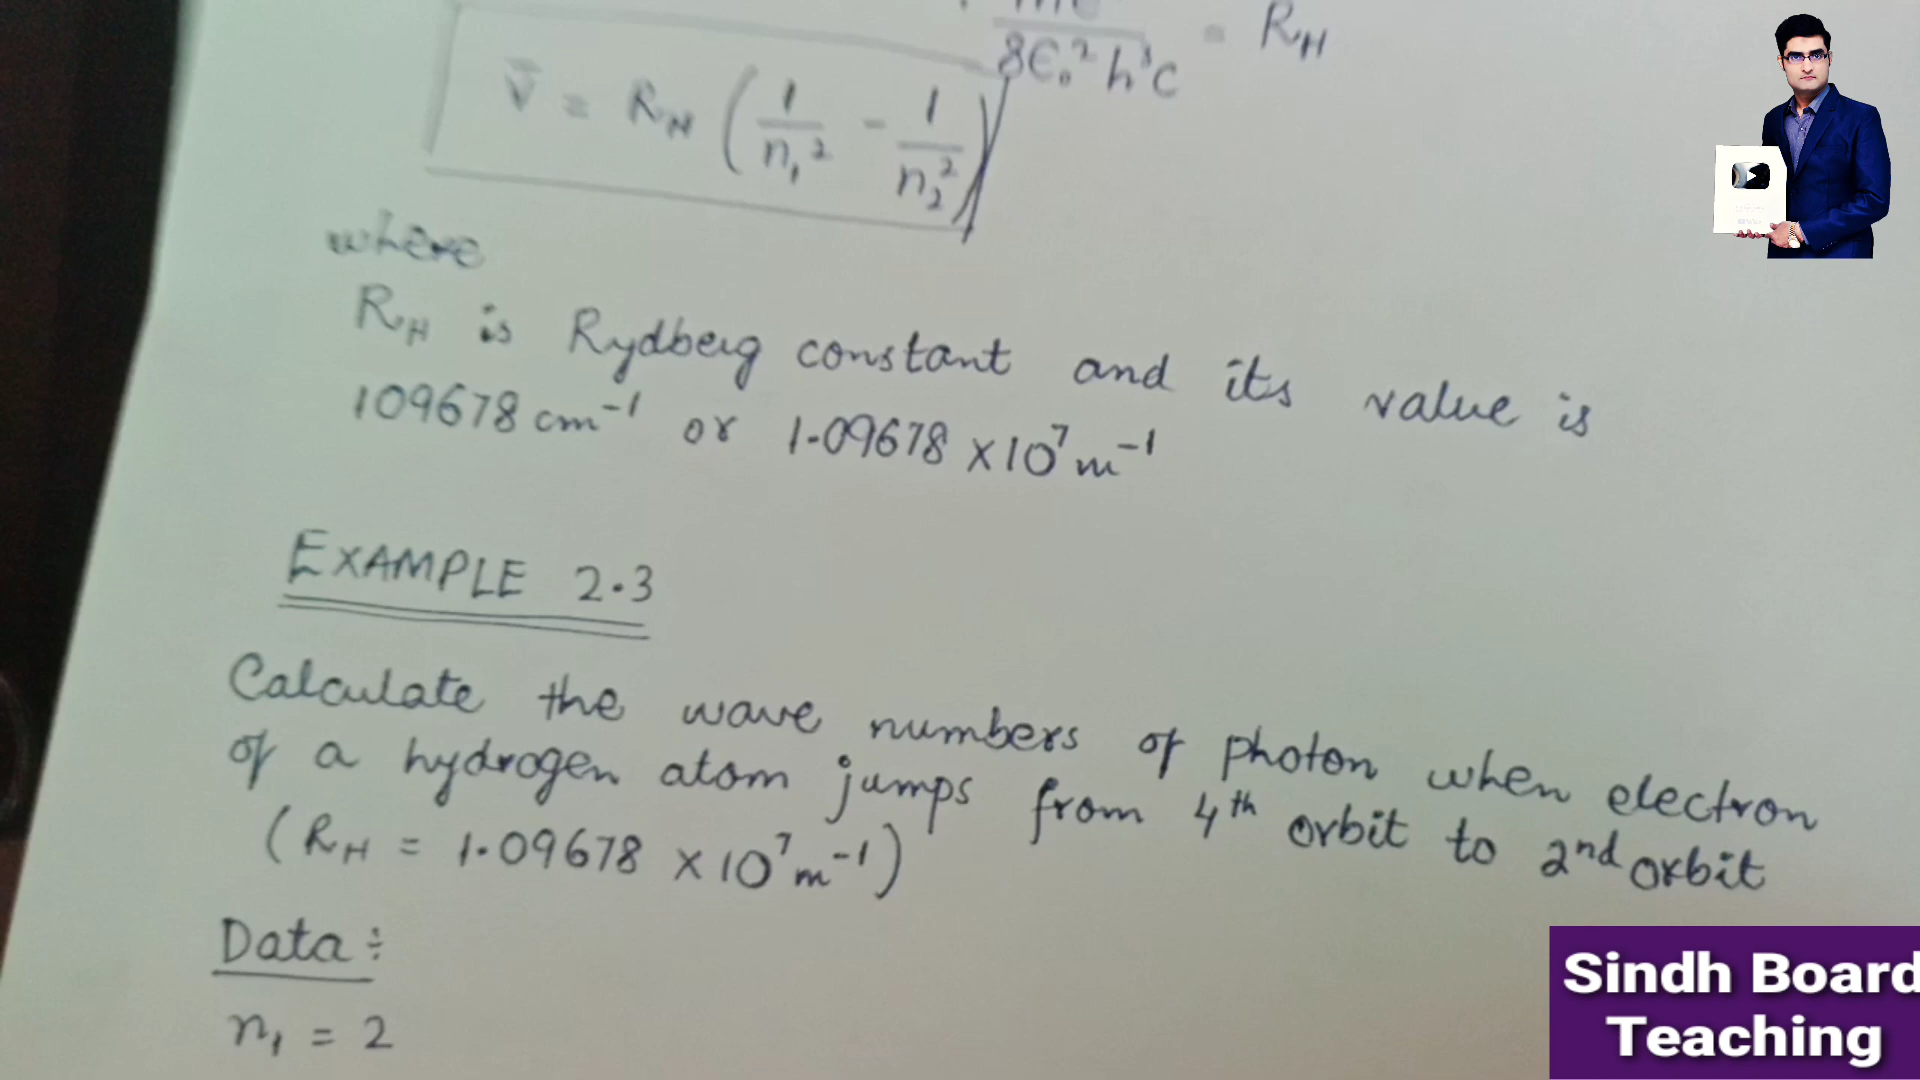 8ε₀²h³c = R_H
ν̄ = R_H (1/n₁² - 1/n₂²)
where
R_H is Rydberg constant and its value is
109678 cm⁻¹ or 1.09678 × 10⁷ m⁻¹
EXAMPLE 2.3
Calculate the wave numbers of photon when electron
of a hydrogen atom jumps from 4th orbit to 2nd orbit
(R_H = 1.09678 × 10⁷ m⁻¹)
Data ÷
n₁ = 2
Sindh Board
Teaching